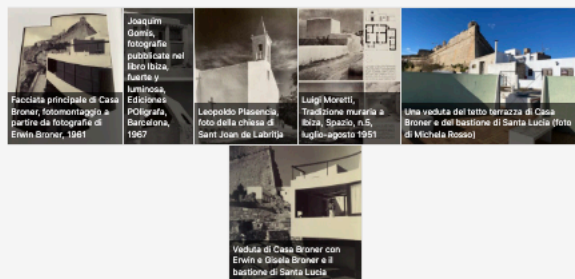 Facciata principale di Casa
Broner, fotomontaggio a
partire da fotografie di
Erwin Broner, 1961
Joaquim
Gomis,
fotografie
pubblicate nel
libro Ibiza,
fuerte y
luminosa,
Ediciones
POligrafa,
Barcelona,
1967
Leopoldo Plasencia,
foto della chiesa di
Sant Joan de Labritja
Luigi Moretti,
Tradizione muraria a
Ibiza, Spazio, n.5,
luglio-agosto 1951
Una veduta del tetto terrazza di Casa
Broner e del bastione di Santa Lucia (foto
di Michela Rosso)
Veduta di Casa Broner con
Erwin e Gisela Broner e il
bastione di Santa Lucia